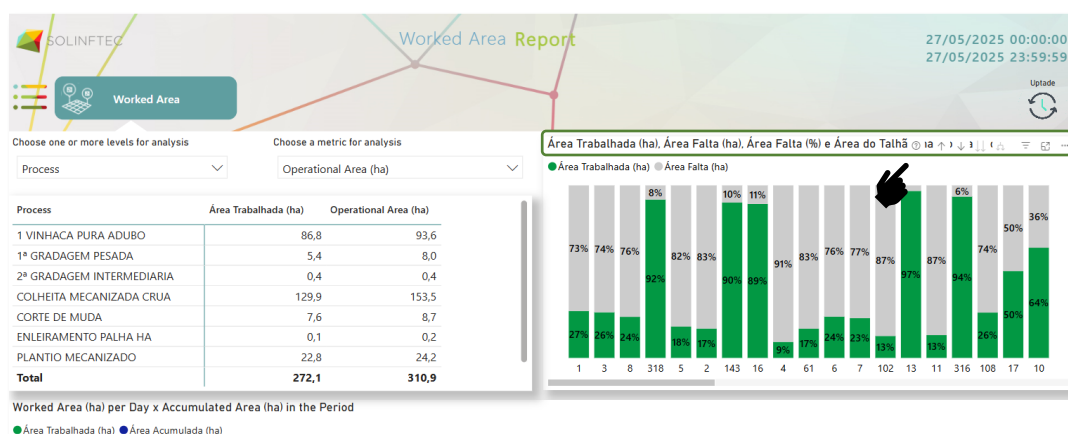 SOLINFTEC
Worked Area Report
27/05/2025 00:00:00
27/05/2025 23:59:59
Worked Area
Uptade
Choose one or more levels for analysis
Choose a metric for analysis
Process
Operational Area (ha)
Process Área Trabalhada (ha) Operational Area (ha)
1 VINHACA PURA ADUBO 86,8 93,6
1ª GRADAGEM PESADA 5,4 8,0
2ª GRADAGEM INTERMEDIARIA 0,4 0,4
COLHEITA MECANIZADA CRUA 129,9 153,5
CORTE DE MUDA 7,6 8,7
ENLEIRAMENTO PALHA HA 0,1 0,2
PLANTIO MECANIZADO 22,8 24,2
Total 272,1 310,9
Área Trabalhada (ha), Área Falta (ha), Área Falta (%) e Área do Talhã
Área Trabalhada (ha) Área Falta (ha)
8% 10% 11% 6%
36%
50%
73% 74% 76% 82% 83% 91% 83% 76% 77% 87% 87% 74%
92% 90% 89% 97% 94%
64%
50%
27% 26% 24% 18% 17% 9% 17% 24% 23% 13% 13% 26%
1 3 8 318 5 2 143 16 4 61 6 7 102 13 11 316 108 17 10
Worked Area (ha) per Day x Accumulated Area (ha) in the Period
Área Trabalhada (ha) Área Acumulada (ha)